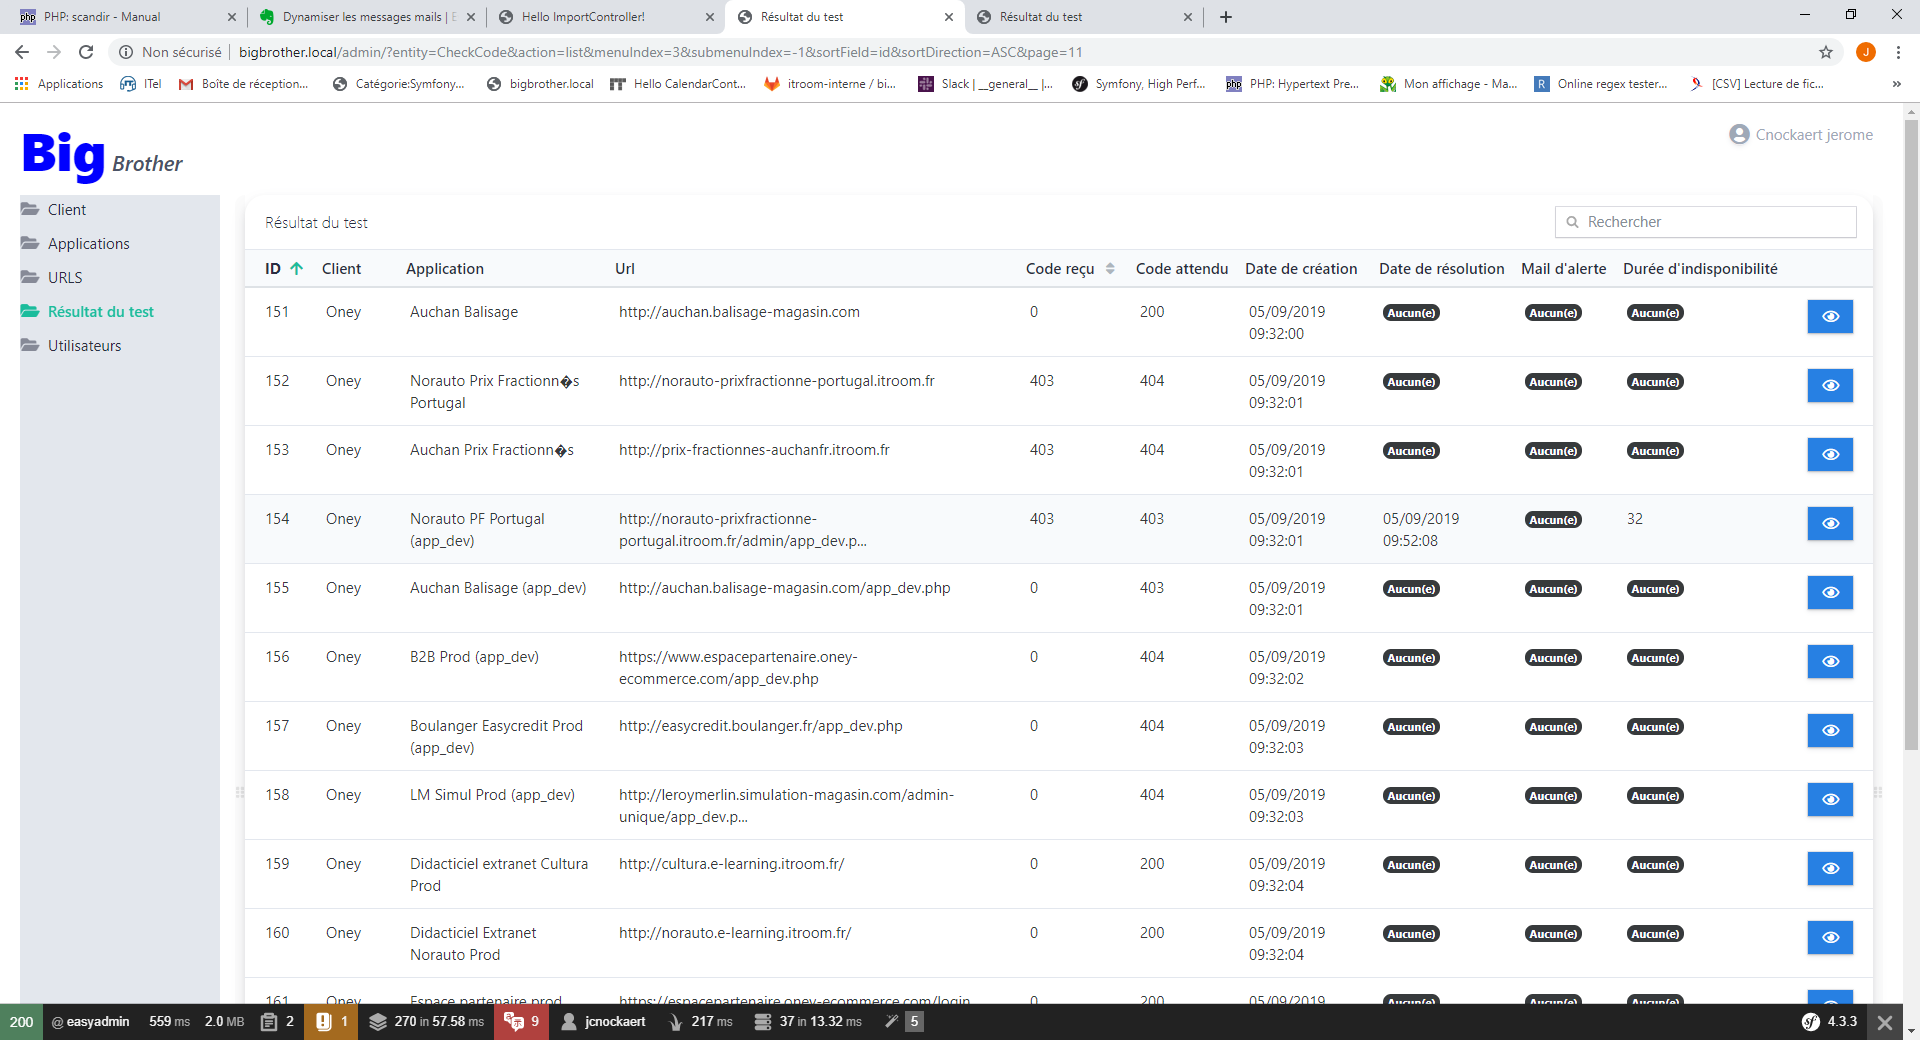 PHP: scandir - Manual
Dynamiser les messages mails | E
Hello ImportController!
Résultat du test
Résultat du test
Non sécurisé
bigbrother.local/admin/?entity=CheckCode&action=list&menuIndex=3&submenuIndex=-1&sortField=id&sortDirection=ASC&page=11
J
Applications
ITel
Boîte de réception...
Catégorie:Symfony...
bigbrother.local
Hello CalendarCont...
itroom-interne / bi...
Slack | __general__ |...
Symfony, High Perf...
PHP: Hypertext Pre...
Mon affichage - Ma...
R
Online regex tester...
[CSV] Lecture de fic...
»
Big Brother
Cnockaert jerome
Client
Applications
URLS
Résultat du test
Utilisateurs
Résultat du test
Rechercher
ID Client Application Url Code reçu Code attendu Date de création Date de résolution Mail d'alerte Durée d'indisponibilité
151 Oney Auchan Balisage http://auchan.balisage-magasin.com 0 200 05/09/2019 Aucun(e) Aucun(e) Aucun(e)
09:32:00
152 Oney Norauto Prix Fractionn�s http://norauto-prixfractionne-portugal.itroom.fr 403 404 05/09/2019 Aucun(e) Aucun(e) Aucun(e)
Portugal 09:32:01
153 Oney Auchan Prix Fractionn�s http://prix-fractionnes-auchanfr.itroom.fr 403 404 05/09/2019 Aucun(e) Aucun(e) Aucun(e)
09:32:01
154 Oney Norauto PF Portugal http://norauto-prixfractionne- 403 403 05/09/2019 05/09/2019 Aucun(e) 32
(app_dev) portugal.itroom.fr/admin/app_dev.p... 09:32:01 09:52:08
155 Oney Auchan Balisage (app_dev) http://auchan.balisage-magasin.com/app_dev.php 0 403 05/09/2019 Aucun(e) Aucun(e) Aucun(e)
09:32:01
156 Oney B2B Prod (app_dev) https://www.espacepartenaire.oney- 0 404 05/09/2019 Aucun(e) Aucun(e) Aucun(e)
ecommerce.com/app_dev.php 09:32:02
157 Oney Boulanger Easycredit Prod http://easycredit.boulanger.fr/app_dev.php 0 404 05/09/2019 Aucun(e) Aucun(e) Aucun(e)
(app_dev) 09:32:03
158 Oney LM Simul Prod (app_dev) http://leroymerlin.simulation-magasin.com/admin- 0 404 05/09/2019 Aucun(e) Aucun(e) Aucun(e)
unique/app_dev.p... 09:32:03
159 Oney Didacticiel extranet Cultura http://cultura.e-learning.itroom.fr/ 0 200 05/09/2019 Aucun(e) Aucun(e) Aucun(e)
Prod 09:32:04
160 Oney Didacticiel Extranet http://norauto.e-learning.itroom.fr/ 0 200 05/09/2019 Aucun(e) Aucun(e) Aucun(e)
Norauto Prod 09:32:04
161 Oney Espace partenaire prod https://espacepartenaire.oney-ecommerce.com/login 0 200 05/09/2019 Aucun(e) Aucun(e) Aucun(e)
200 @ easyadmin 559 ms 2.0 MB 2 1 270 in 57.58 ms 9 jcnockaert 217 ms 37 in 13.32 ms 5 sf 4.3.3